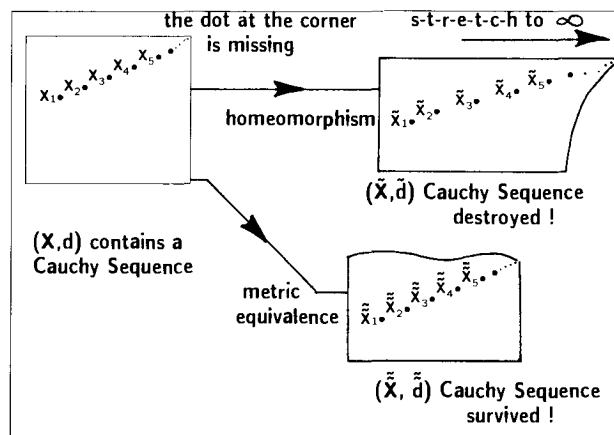 the dot at the corner
is missing
s-t-r-e-t-c-h to ∞
X₁ X₂ X₃ X₄ X₅
homeomorphism
X̃₁ X̃₂ X̃₃ X̃₄ X̃₅
(X̃,d̃) Cauchy Sequence
destroyed !
(X,d) contains a
Cauchy Sequence
metric
equivalence
X̃̃₁ X̃̃₂ X̃̃₃ X̃̃₄ X̃̃₅
(X̃̃, d̃̃) Cauchy Sequence
survived !